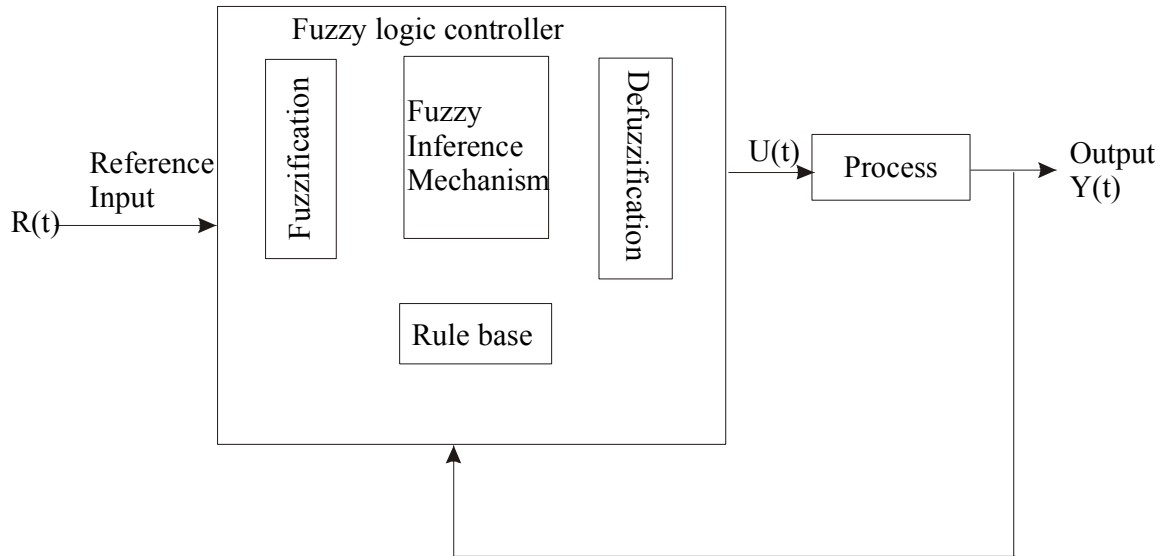 Fuzzy logic controller
Fuzzification
Fuzzy
Inference
Mechanism
Defuzzification
Rule base
Reference
Input
R(t)
U(t)
Process
Output
Y(t)